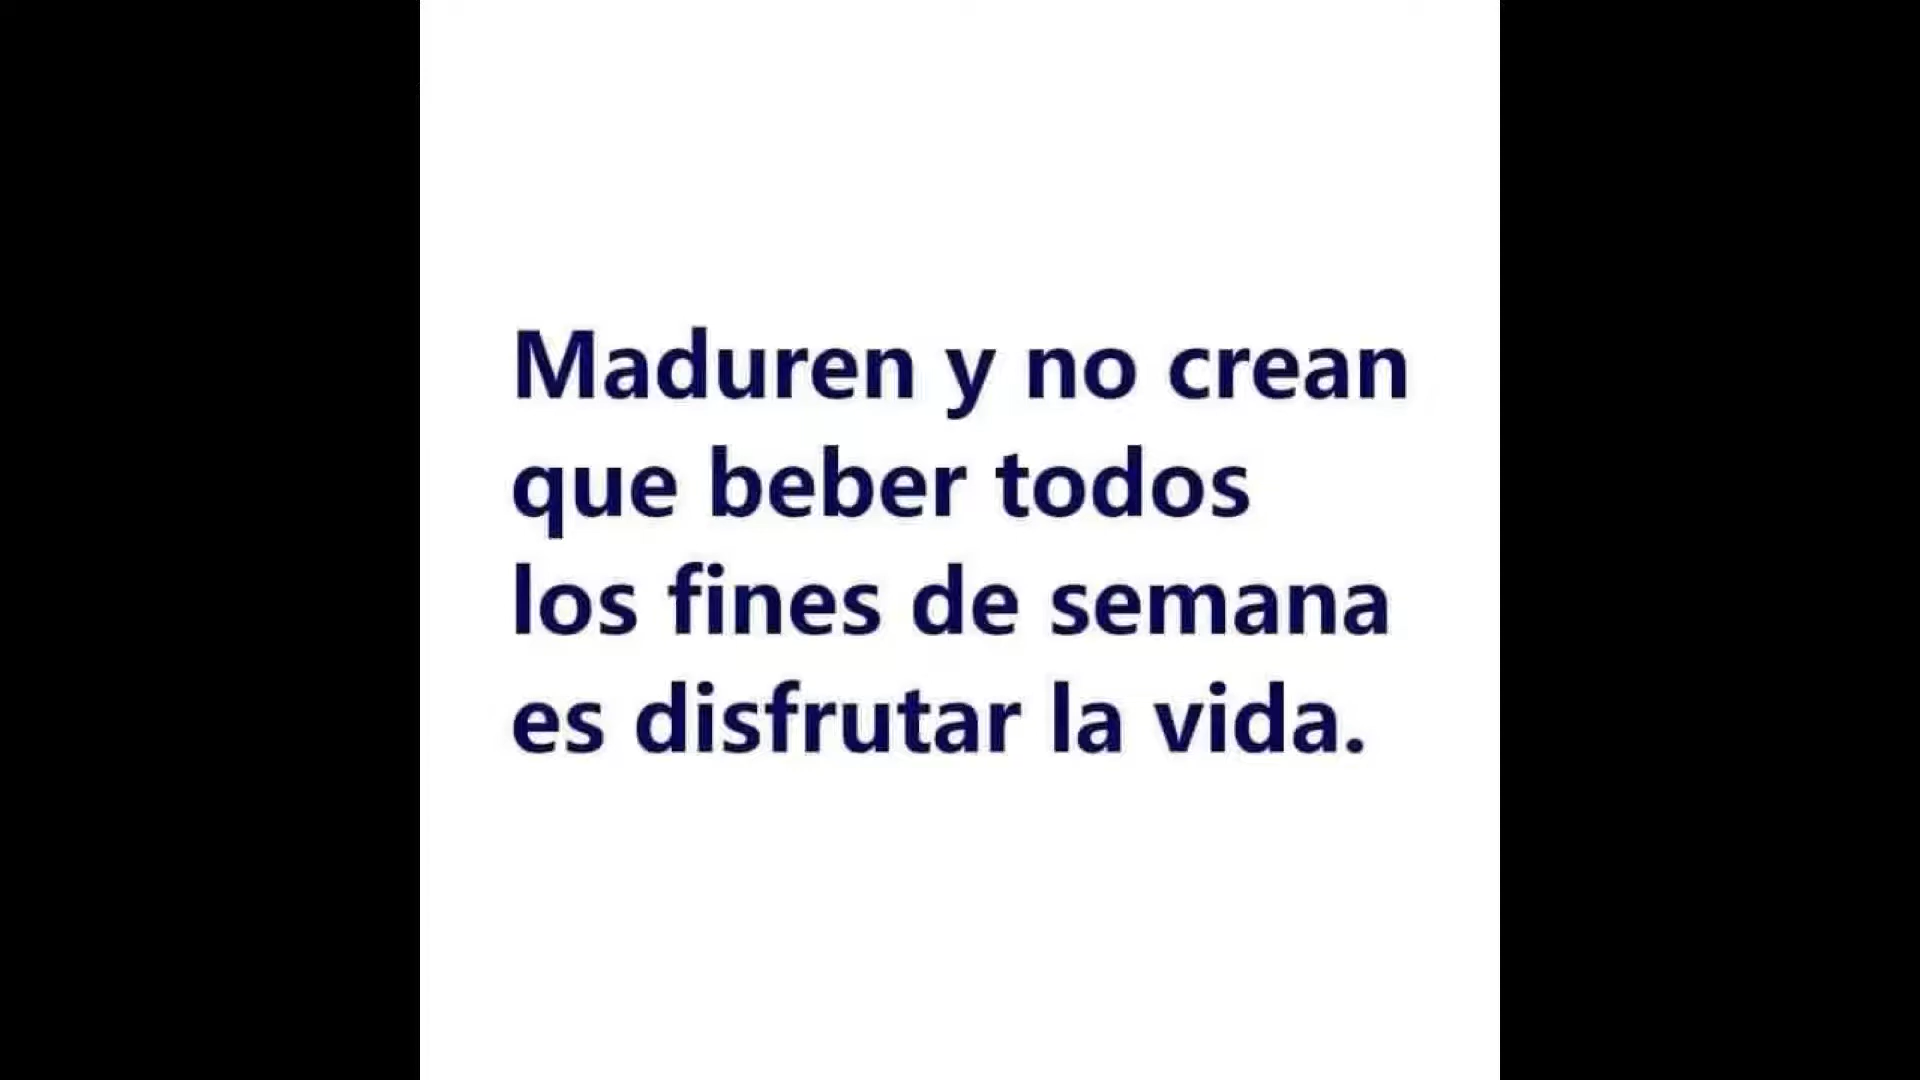 Maduren y no crean
que beber todos
los fines de semana
es disfrutar la vida.